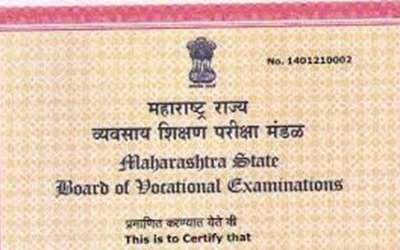 No. 1401210002
महाराष्ट्र राज्य
व्यवसाय शिक्षण परीक्षा मंडळ
Maharashtra State
Board of Vocational Examinations
प्रमाणित करण्यात येते की
This is to Certify that